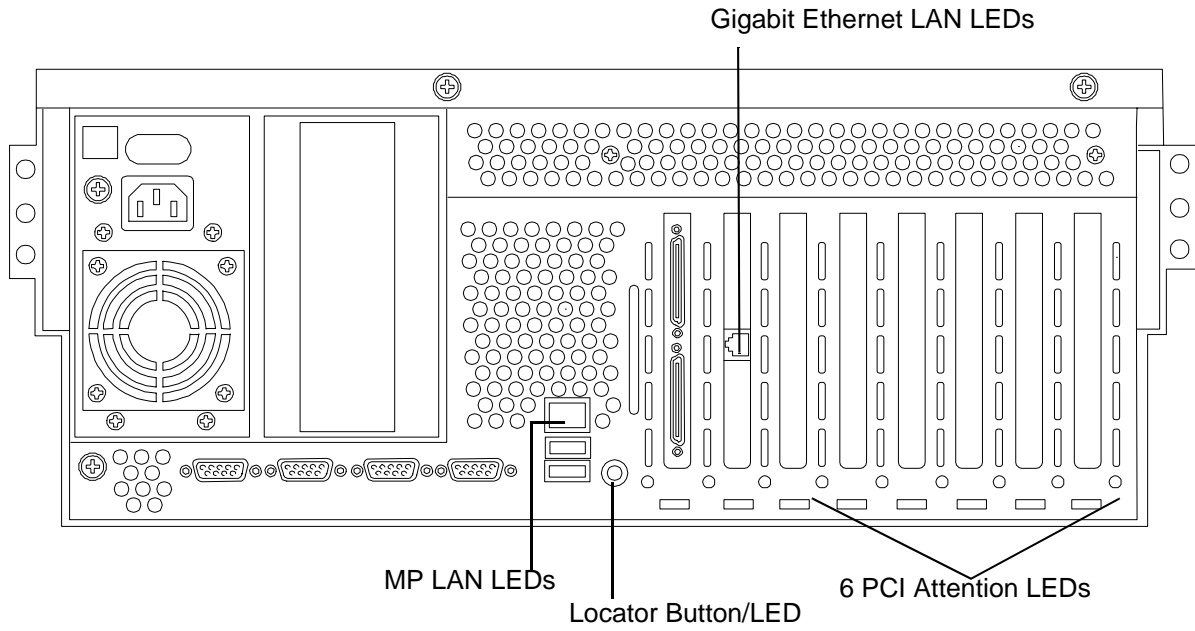 Gigabit Ethernet LAN LEDs
MP LAN LEDs
6 PCI Attention LEDs
Locator Button/LED